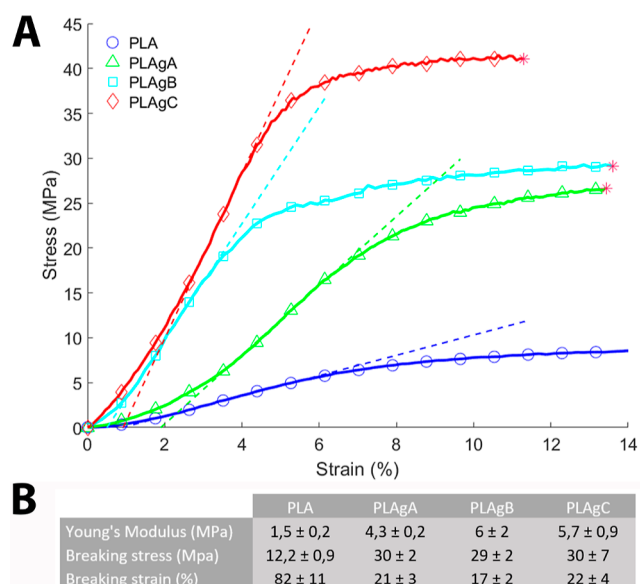 A
45
40
35
30
25
20
15
10
5
0
Stress (MPa)
PLA
PLAgA
PLAgB
PLAgC
0 2 4 6 8 10 12 14
Strain (%)
B
PLA PLAgA PLAgB PLAgC
Young's Modulus (MPa) 1,5 ± 0,2 4,3 ± 0,2 6 ± 2 5,7 ± 0,9
Breaking stress (Mpa) 12,2 ± 0,9 30 ± 2 29 ± 2 30 ± 7
Breaking strain (%) 82 ± 11 21 ± 3 17 ± 2 22 ± 4